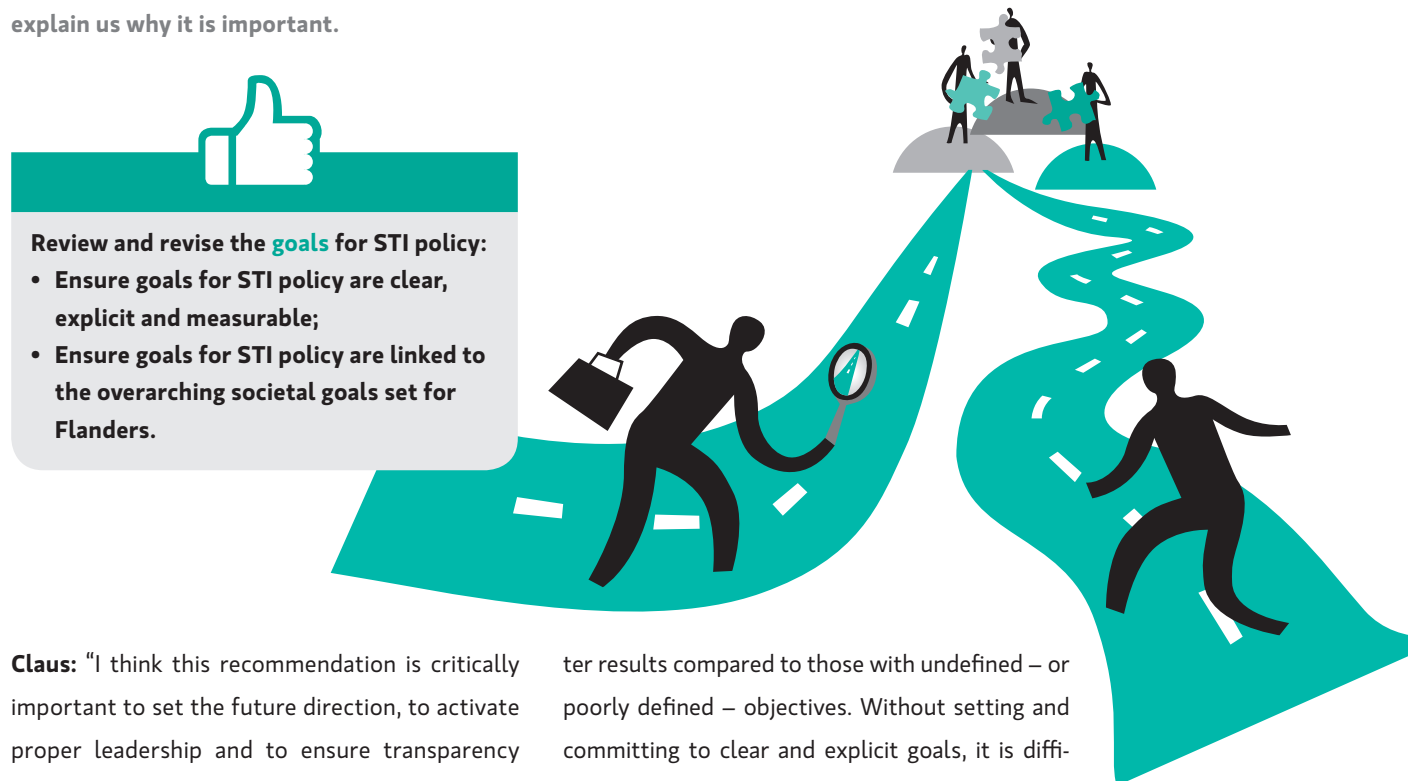 explain us why it is important.
Review and revise the goals for STI policy:
• Ensure goals for STI policy are clear,
explicit and measurable;
• Ensure goals for STI policy are linked to
the overarching societal goals set for
Flanders.
Claus: “I think this recommendation is critically
important to set the future direction, to activate
proper leadership and to ensure transparency
ter results compared to those with undefined – or
poorly defined – objectives. Without setting and
committing to clear and explicit goals, it is diffi-